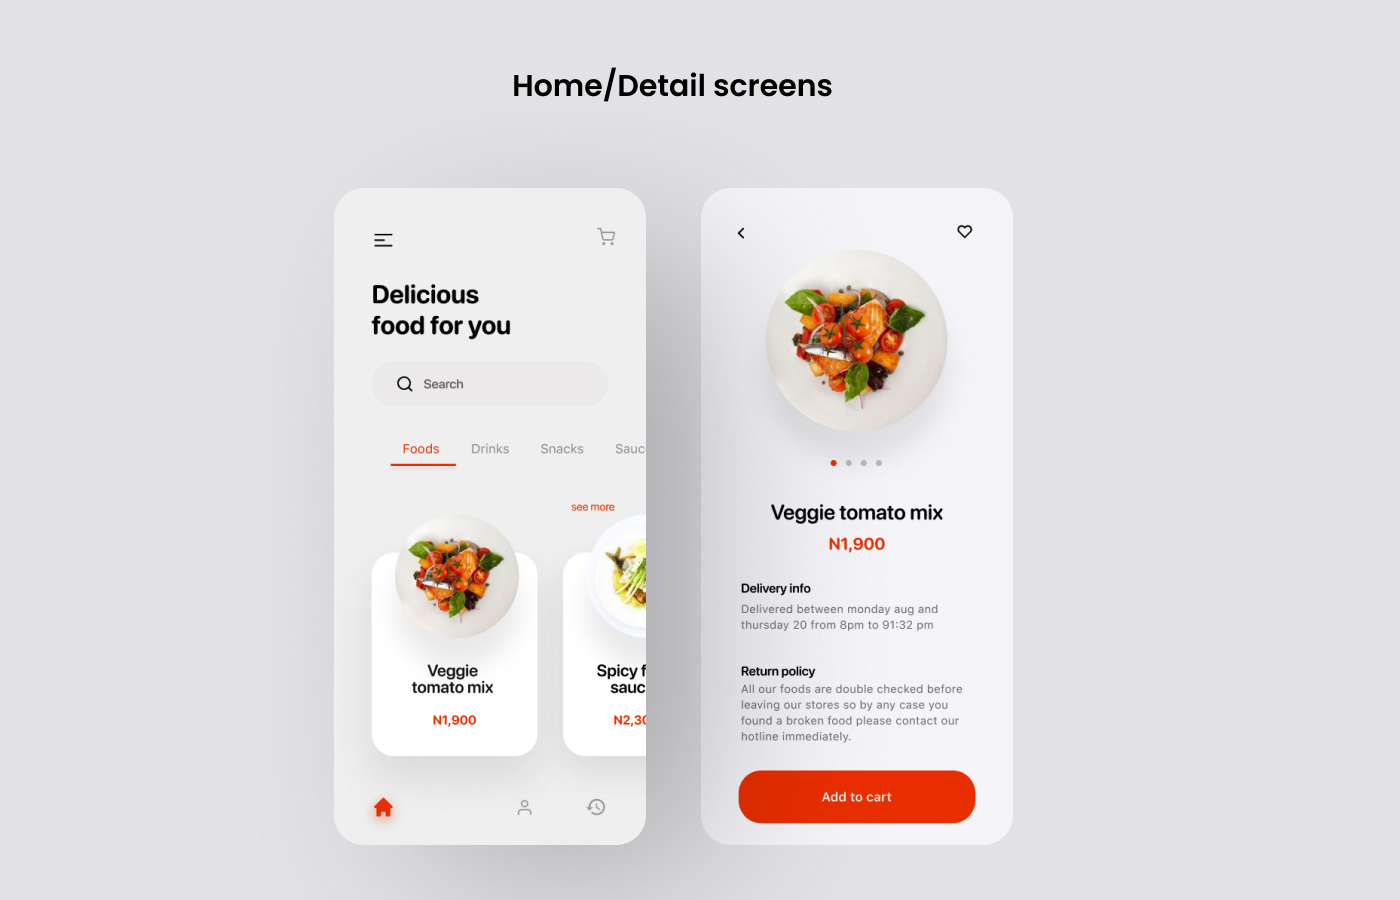 Home/Detail screens
Delicious
food for you
Search
Foods Drinks Snacks Sauc
see more
Veggie
tomato mix
N1,900
Spicy f
sauc
N2,30
Veggie tomato mix
N1,900
Delivery info
Delivered between monday aug and
thursday 20 from 8pm to 91:32 pm
Return policy
All our foods are double checked before
leaving our stores so by any case you
found a broken food please contact our
hotline immediately.
Add to cart